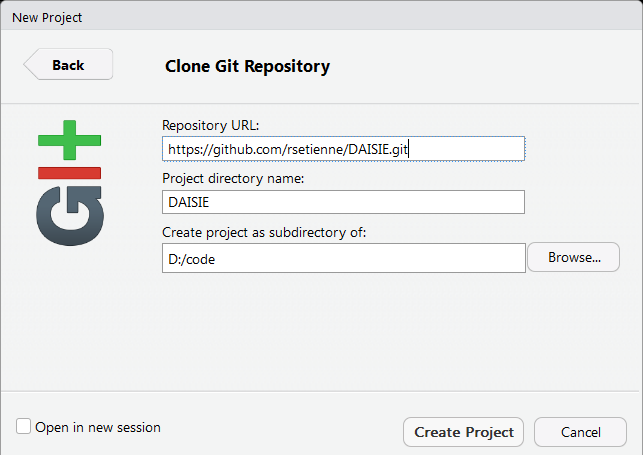 New Project
Back
Clone Git Repository
GIT
Repository URL:
https://github.com/rsetienne/DAISIE.git
Project directory name:
DAISIE
Create project as subdirectory of:
D:/code
Browse...
Open in new session
Create Project
Cancel